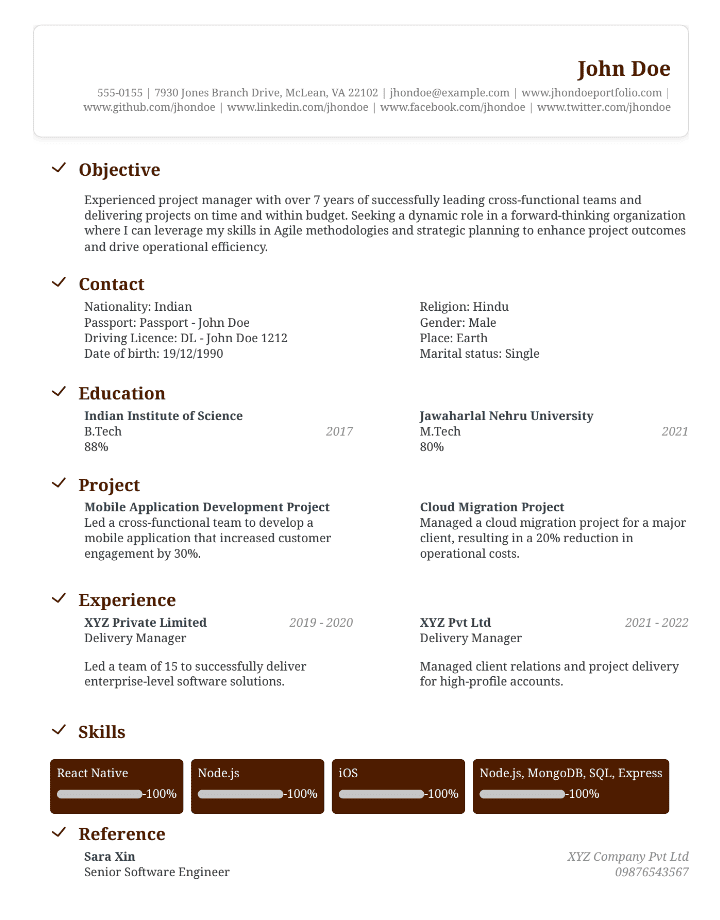 John Doe
555-0155 | 7930 Jones Branch Drive, McLean, VA 22102 | jhondoe@example.com | www.jhondoeportfolio.com |
www.github.com/jhondoe | www.linkedin.com/jhondoe | www.facebook.com/jhondoe | www.twitter.com/jhondoe
Objective
Experienced project manager with over 7 years of successfully leading cross-functional teams and
delivering projects on time and within budget. Seeking a dynamic role in a forward-thinking organization
where I can leverage my skills in Agile methodologies and strategic planning to enhance project outcomes
and drive operational efficiency.
Contact
Nationality: Indian
Passport: Passport - John Doe
Driving Licence: DL - John Doe 1212
Date of birth: 19/12/1990
Religion: Hindu
Gender: Male
Place: Earth
Marital status: Single
Education
Indian Institute of Science
B.Tech 2017
88%
Jawaharlal Nehru University
M.Tech 2021
80%
Project
Mobile Application Development Project
Led a cross-functional team to develop a
mobile application that increased customer
engagement by 30%.
Cloud Migration Project
Managed a cloud migration project for a major
client, resulting in a 20% reduction in
operational costs.
Experience
XYZ Private Limited 2019 - 2020
Delivery Manager
Led a team of 15 to successfully deliver
enterprise-level software solutions.
XYZ Pvt Ltd 2021 - 2022
Delivery Manager
Managed client relations and project delivery
for high-profile accounts.
Skills
React Native
-100%
Node.js
-100%
iOS
-100%
Node.js, MongoDB, SQL, Express
-100%
Reference
Sara Xin XYZ Company Pvt Ltd
Senior Software Engineer 09876543567